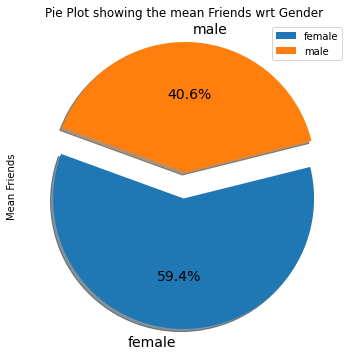 Pie Plot showing the mean Friends wrt Gender
male
female
male
40.6%
Mean Friends
59.4%
female